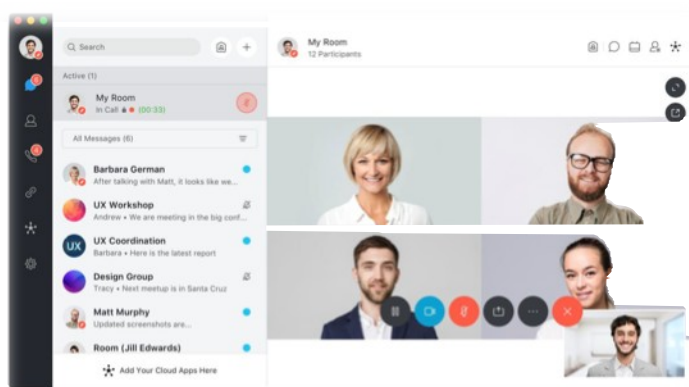 Search
My Room
12 Participants
Active (1)
My Room
In Call (00:33)
All Messages (6)
Barbara German
After talking with Matt, it looks like we...
UX Workshop
Andrew • We are meeting in the big conf...
UX
UX Coordination
Barbara • Here is the latest report
Design Group
Tracy • Next meetup is in Santa Cruz
Matt Murphy
Updated screenshots are...
Room (Jill Edwards)
Add Your Cloud Apps Here